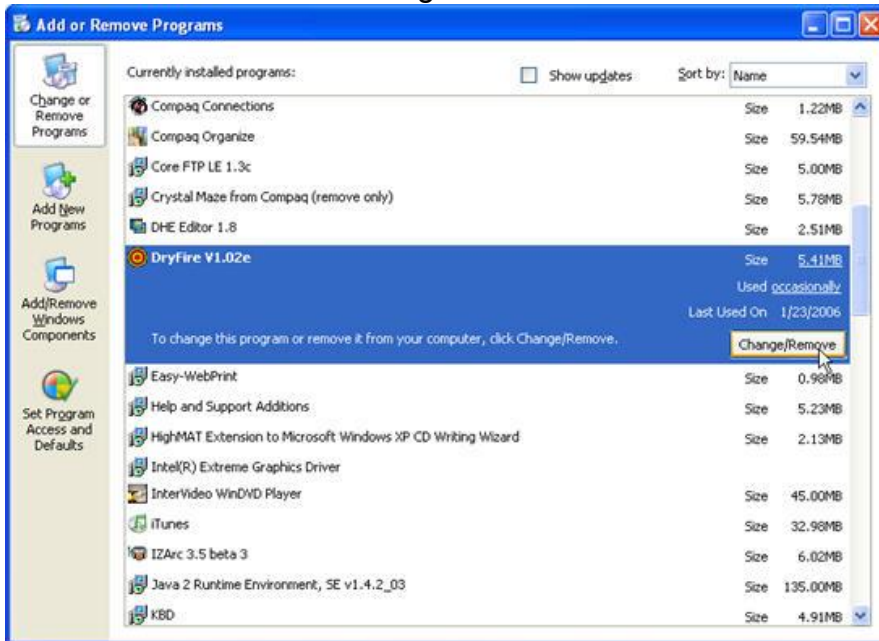 Add or Remove Programs
Change or
Remove
Programs
Add New
Programs
Add/Remove
Windows
Components
Set Program
Access and
Defaults
Currently installed programs:
Show updates
Sort by: Name
Compaq Connections Size 1.22MB
Compaq Organize Size 59.54MB
Core FTP LE 1.3c Size 5.00MB
Crystal Maze from Compaq (remove only) Size 5.78MB
DHE Editor 1.8 Size 2.51MB
DryFire V1.02e Size 5.41MB
Used occasionally
Last Used On 1/23/2006
To change this program or remove it from your computer, click Change/Remove. Change/Remove
Easy-WebPrint Size 0.98MB
Help and Support Additions Size 5.23MB
HighMAT Extension to Microsoft Windows XP CD Writing Wizard Size 2.13MB
Intel(R) Extreme Graphics Driver
InterVideo WinDVD Player Size 45.00MB
iTunes Size 32.98MB
IZArc 3.5 beta 3 Size 6.02MB
Java 2 Runtime Environment, SE v1.4.2_03 Size 135.00MB
KBD Size 4.91MB